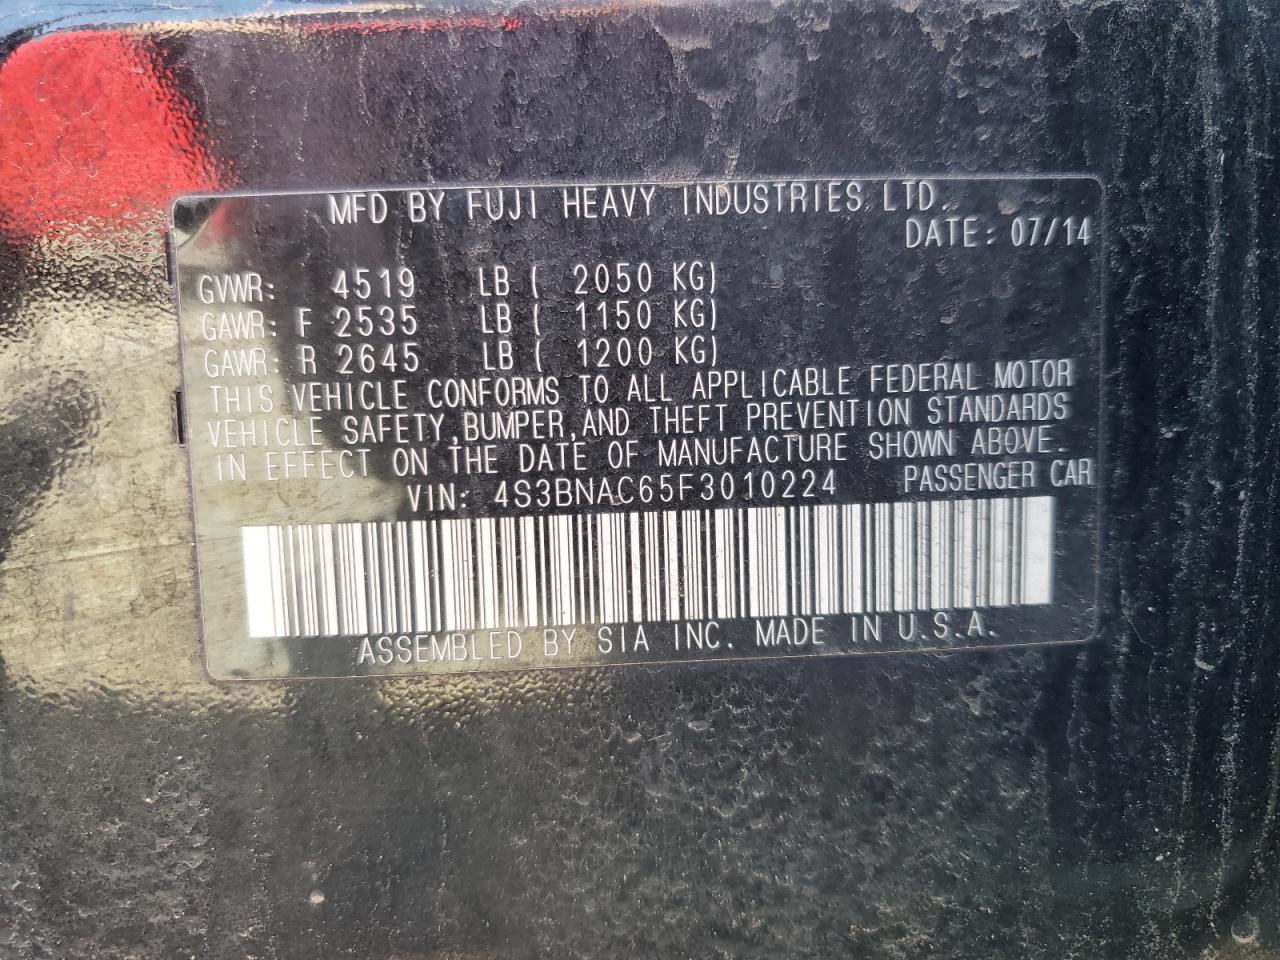 MFD BY FUJI HEAVY INDUSTRIES LTD.
DATE: 07/14
GVWR: 4519 LB ( 2050 KG)
GAWR: F 2535 LB ( 1150 KG)
GAWR: R 2645 LB ( 1200 KG)
THIS VEHICLE CONFORMS TO ALL APPLICABLE FEDERAL MOTOR
VEHICLE SAFETY,BUMPER,AND THEFT PREVENTION STANDARDS
IN EFFECT ON THE DATE OF MANUFACTURE SHOWN ABOVE.
VIN: 4S3BNAC65F3010224 PASSENGER CAR
ASSEMBLED BY SIA INC. MADE IN U.S.A.